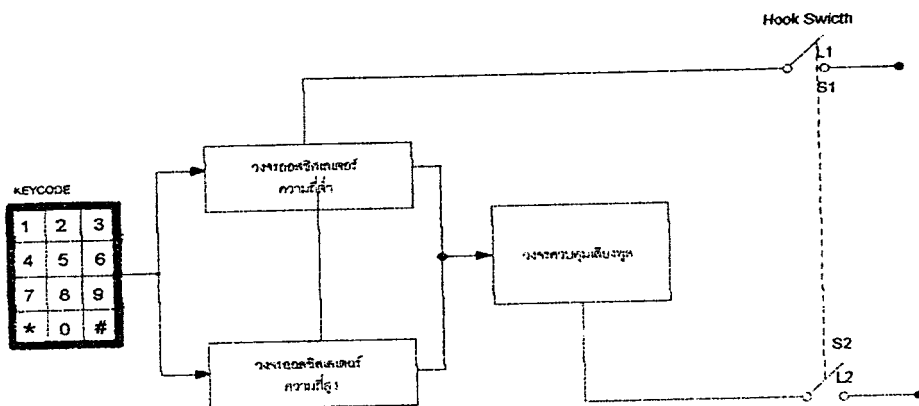 Hook Swicth
L1
S1
วงจรออสซิลเลเตอร์
ความถี่ต่ำ
KEYCODE
1 2 3
4 5 6
7 8 9
* 0 #
วงจรควบคุมเสียงพูด
วงจรออสซิลเลเตอร์
ความถี่สูง
S2
L2